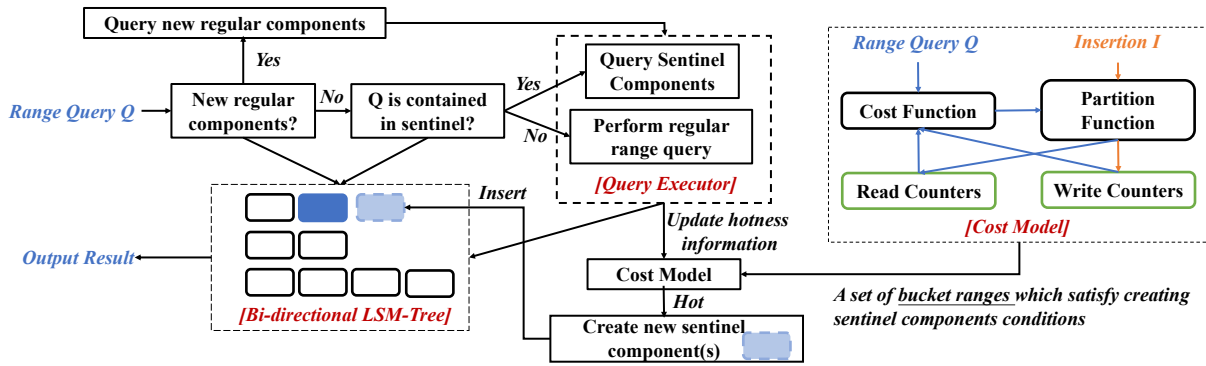 Query new regular components
Yes
Range Query Q
New regular
components?
No
Q is contained
in sentinel?
Yes
No
Query Sentinel
Components
Perform regular
range query
[Query Executor]
Range Query Q
Insertion I
Cost Function
Partition
Function
Read Counters
Write Counters
[Cost Model]
Insert
Update hotness
information
Output Result
Cost Model
[Bi-directional LSM-Tree]
Hot
Create new sentinel
component(s)
A set of bucket ranges which satisfy creating
sentinel components conditions